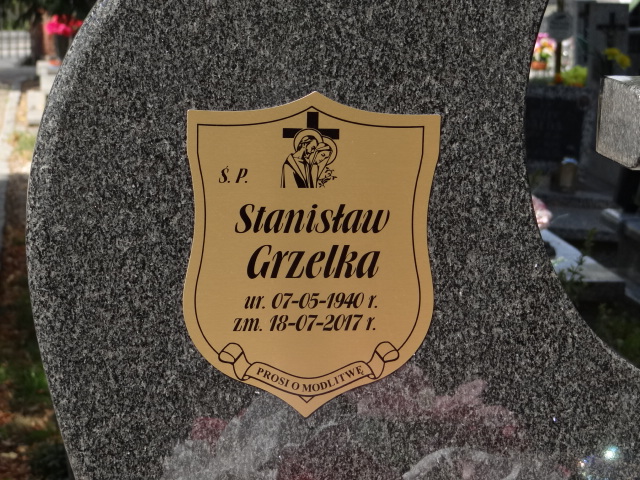 Ś. P.
Stanisław
Grzelka
ur. 07-05-1940 r.
zm. 18-07-2017 r.
PROSI O MODLITWĘ